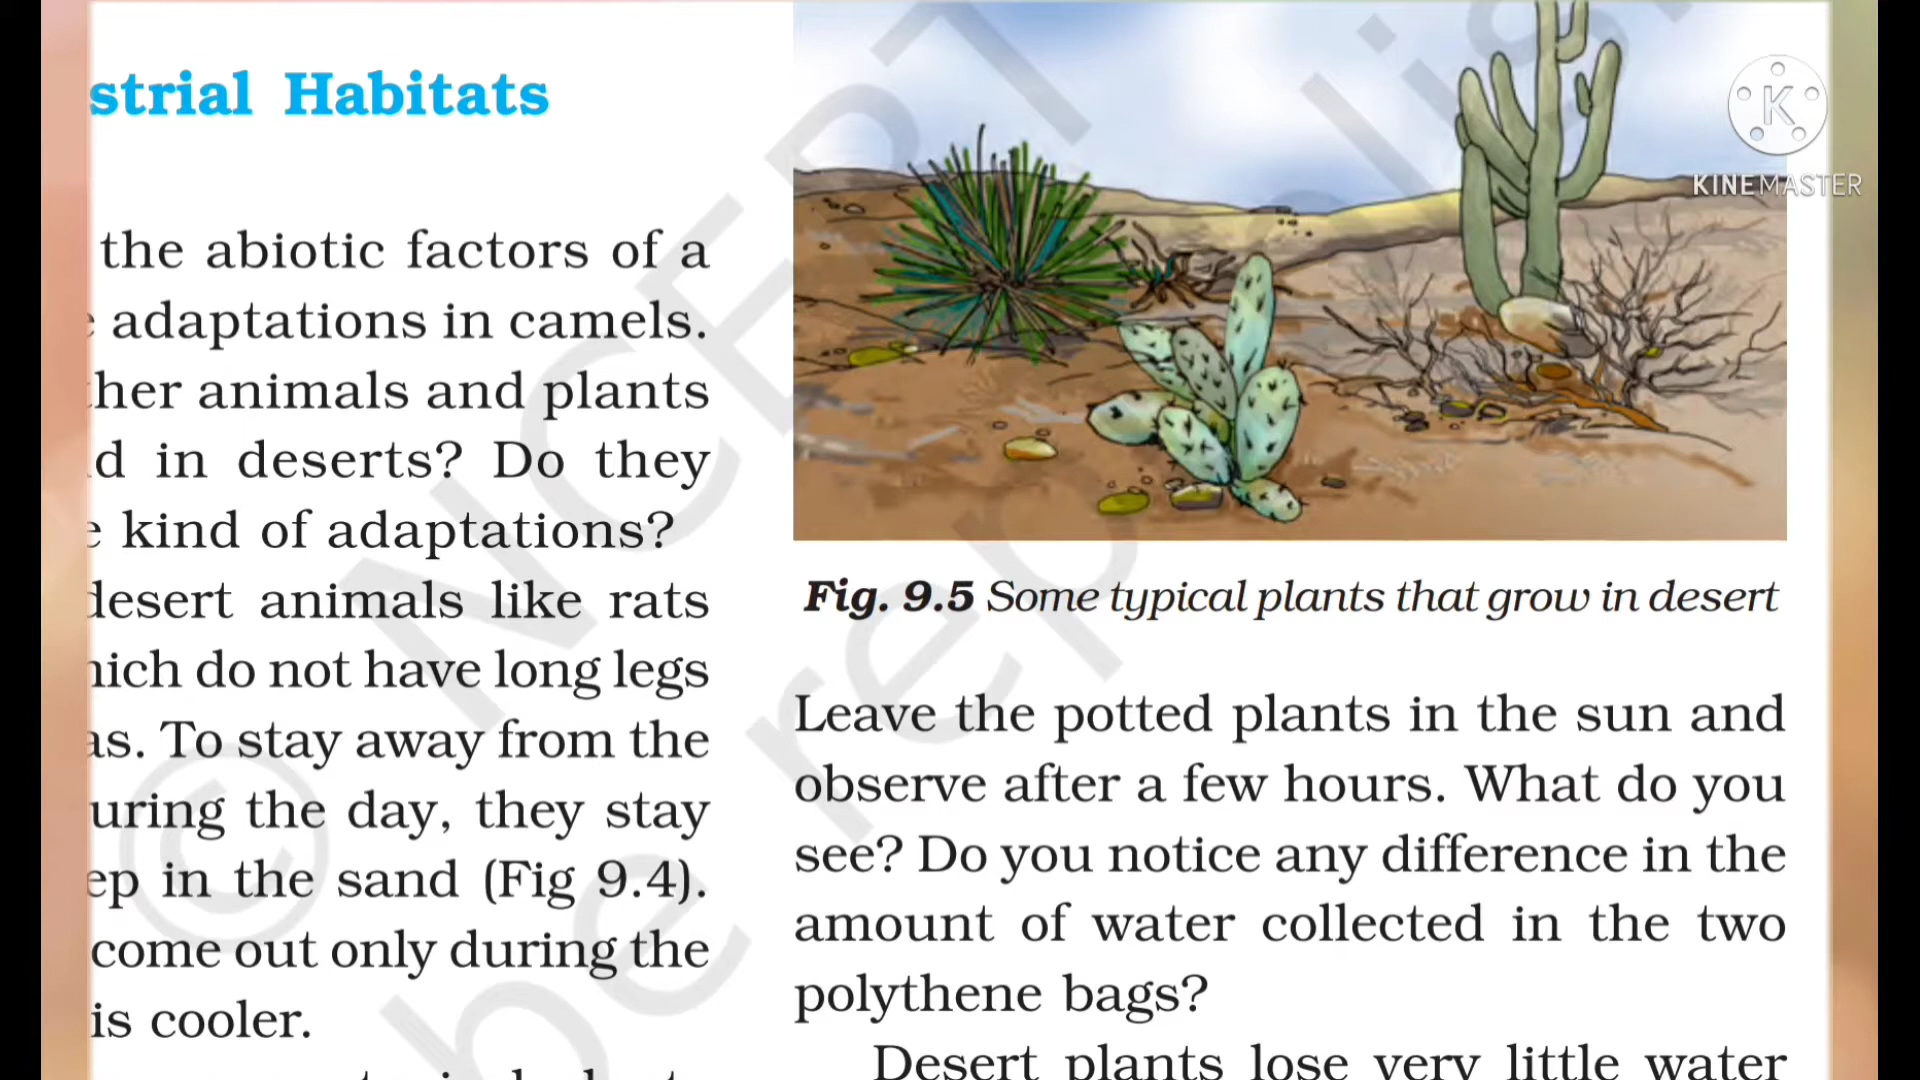 strial Habitats
the abiotic factors of a
adaptations in camels.
her animals and plants
d in deserts? Do they
kind of adaptations?
desert animals like rats
hich do not have long legs
as. To stay away from the
uring the day, they stay
ep in the sand (Fig 9.4).
come out only during the
is cooler.
KINEMASTER
Fig. 9.5 Some typical plants that grow in desert
Leave the potted plants in the sun and
observe after a few hours. What do you
see? Do you notice any difference in the
amount of water collected in the two
polythene bags?
Desert plants lose very little water
© NCERT
be republis